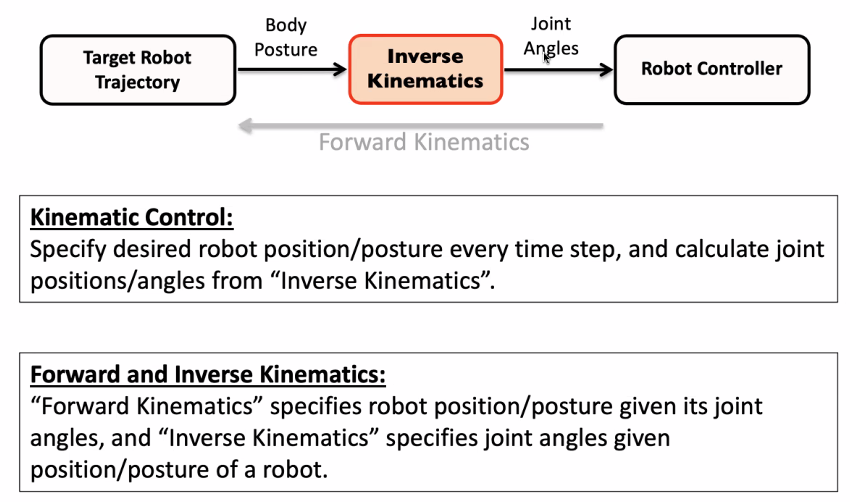 Body
Posture
Joint
Angles
Target Robot
Trajectory
Inverse
Kinematics
Robot Controller
Forward Kinematics
Kinematic Control:
Specify desired robot position/posture every time step, and calculate joint
positions/angles from “Inverse Kinematics”.
Forward and Inverse Kinematics:
“Forward Kinematics” specifies robot position/posture given its joint
angles, and “Inverse Kinematics” specifies joint angles given
position/posture of a robot.